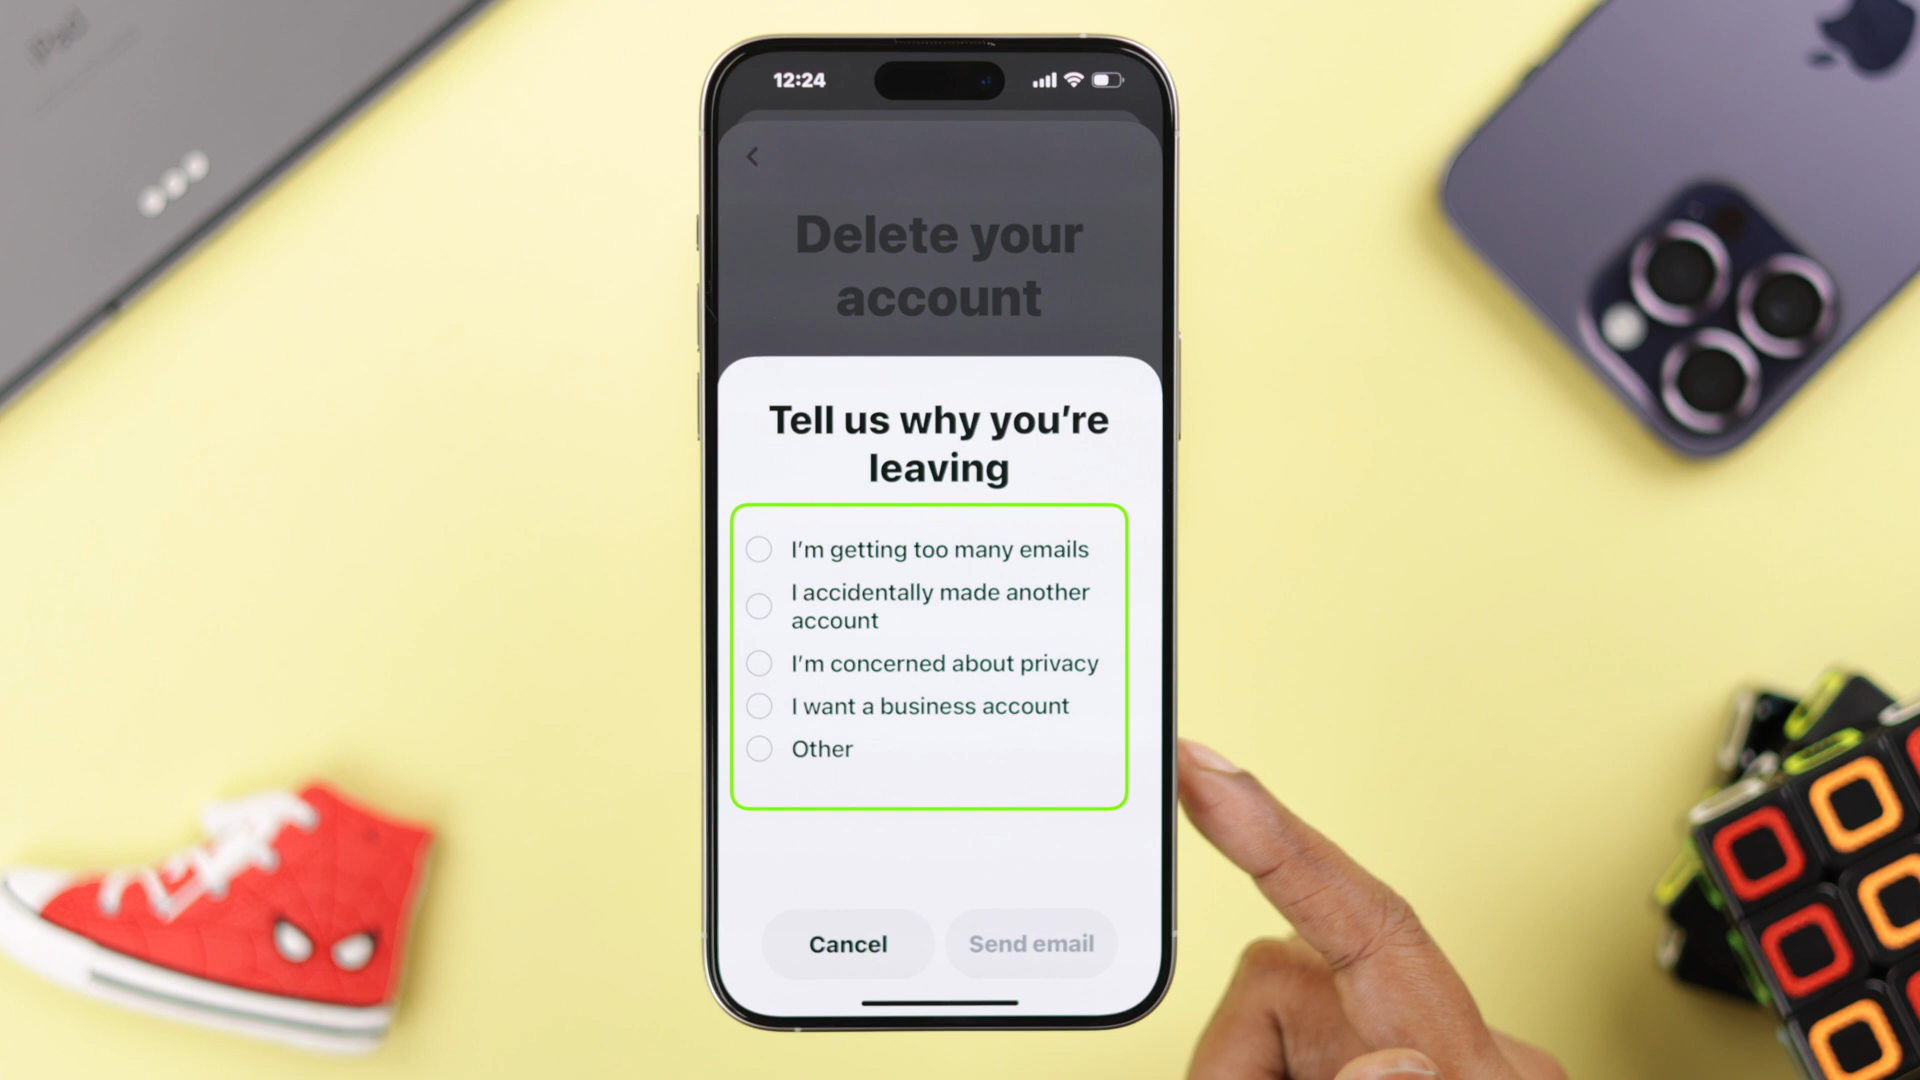 iPad
12:24
Delete your
account
Tell us why you’re
leaving
I’m getting too many emails
I accidentally made another
account
I’m concerned about privacy
I want a business account
Other
Cancel
Send email